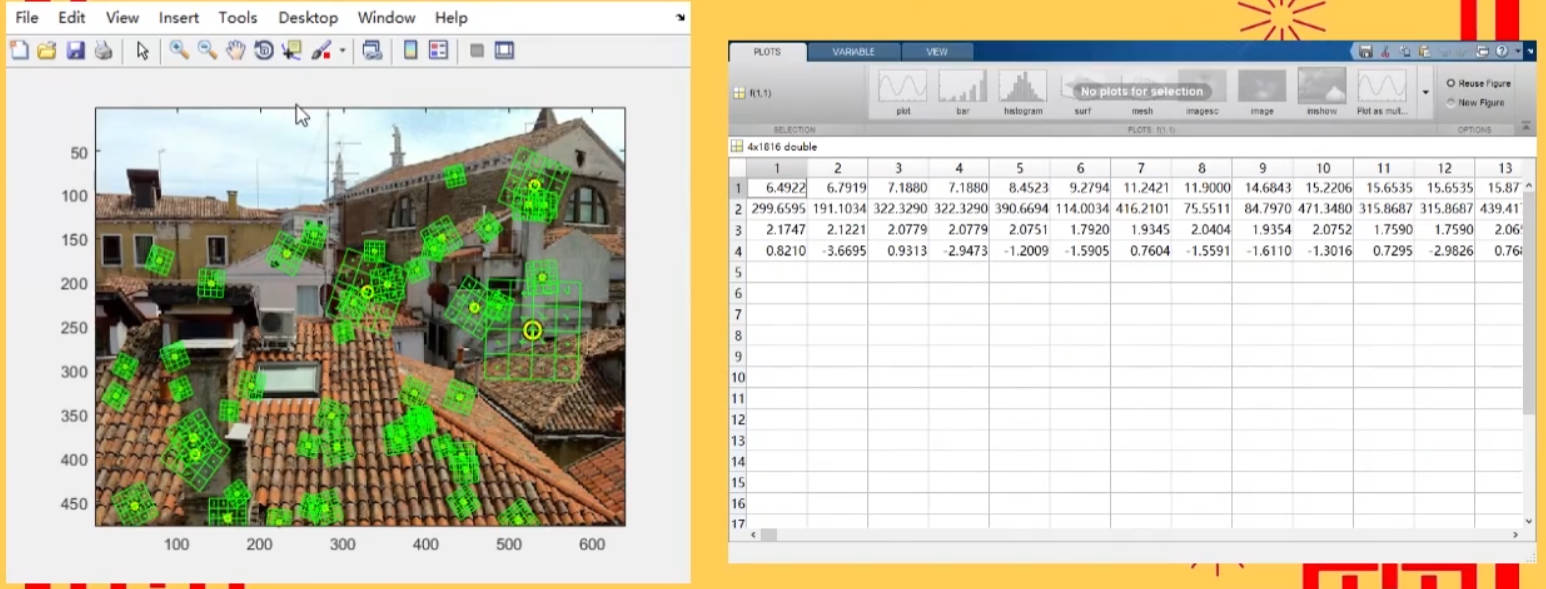 File Edit View Insert Tools Desktop Window Help
50
100
150
200
250
300
350
400
450
100 200 300 400 500 600
PLOTS VARIABLE VIEW
f(1,1)
No plots for selection
plot bar histogram surf mesh imagesc image imshow Plot as mult...
Reuse Figure
New Figure
SELECTION PLOTS: f(1,1) OPTIONS
4x1816 double
1 2 3 4 5 6 7 8 9 10 11 12 13
1 6.4922 6.7919 7.1880 7.1880 8.4523 9.2794 11.2421 11.9000 14.6843 15.2206 15.6535 15.6535 15.87
2 299.6595 191.1034 322.3290 322.3290 390.6694 114.0034 416.2101 75.5511 84.7970 471.3480 315.8687 315.8687 439.41
3 2.1747 2.1221 2.0779 2.0779 2.0751 1.7920 1.9345 2.0404 1.9354 2.0752 1.7590 1.7590 2.06
4 0.8210 -3.6695 0.9313 -2.9473 -1.2009 -1.5905 0.7604 -1.5591 -1.6110 -1.3016 0.7295 -2.9826 0.76
5
6
7
8
9
10
11
12
13
14
15
16
17